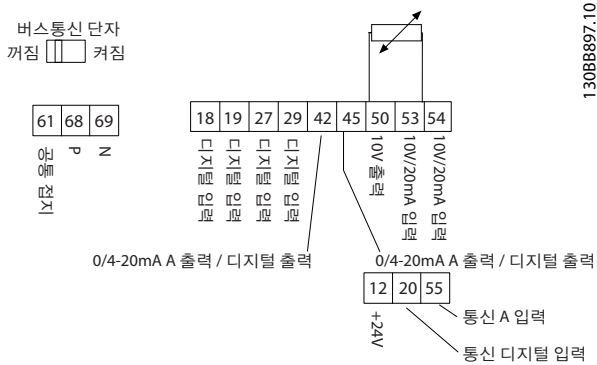 130BB897.10
버스통신 단자
꺼짐 켜짐
61 68 69
공통 접지
P
N
18 19 27 29 42 45 50 53 54
디지털 입력
디지털 입력
디지털 입력
디지털 입력
10V 출력
10V/20mA 입력
10V/20mA 입력
0/4-20mA A 출력 / 디지털 출력
0/4-20mA A 출력 / 디지털 출력
12 20 55
+24V
통신 A 입력
통신 디지털 입력